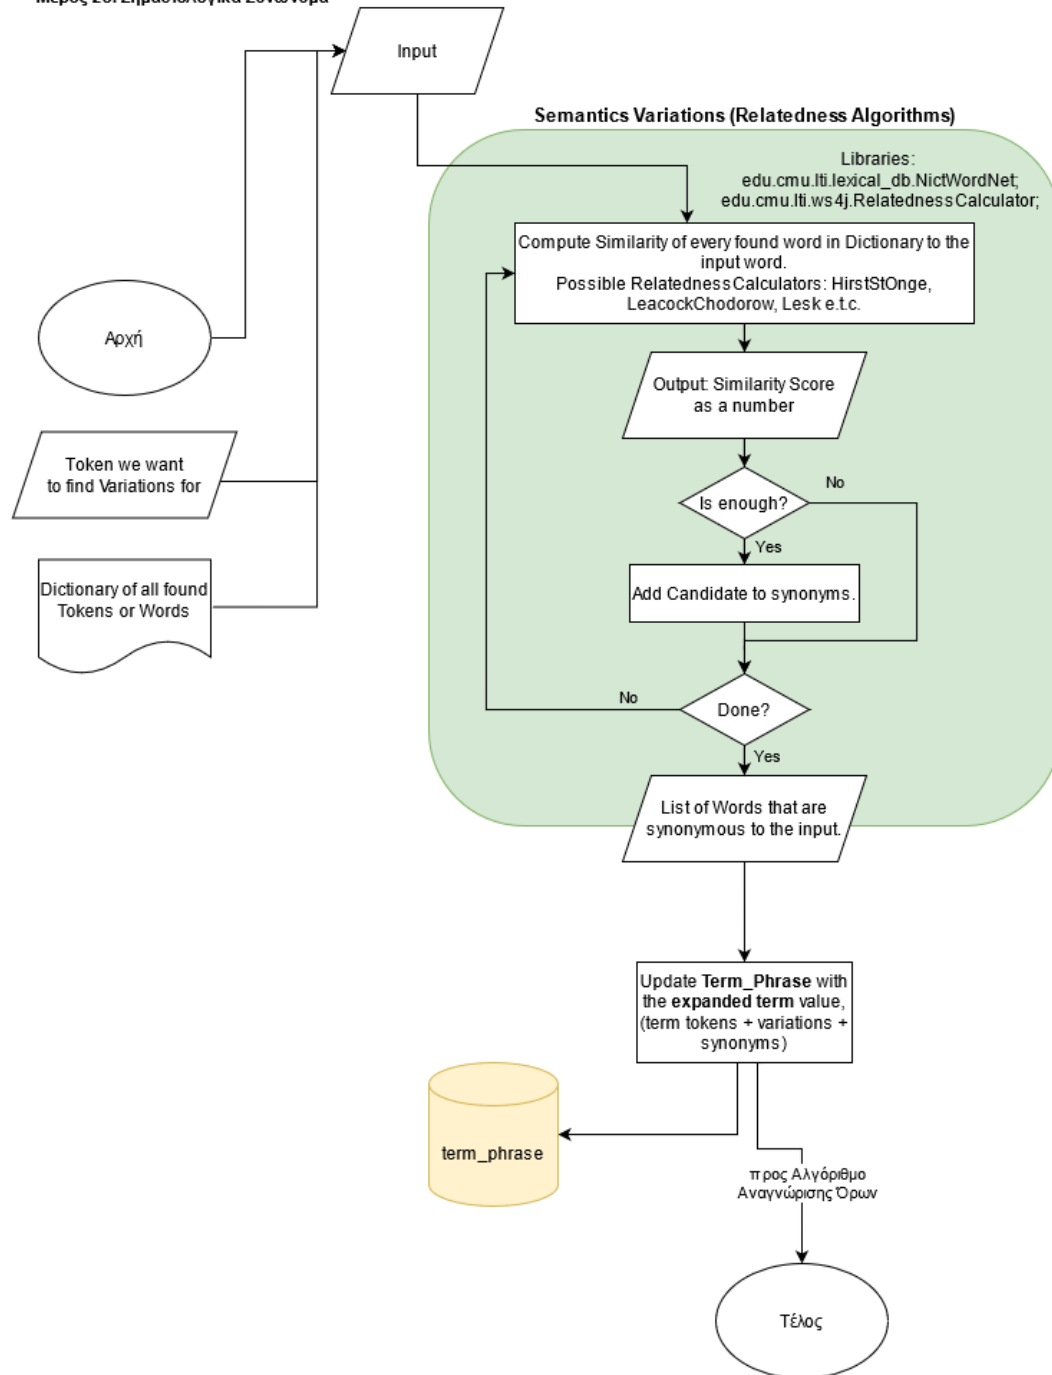 Μέρος 2ο: Σημασιολογικά Συνώνυμα
Input
Semantics Variations (Relatedness Algorithms)
Libraries:
edu.cmu.lti.lexical_db.NictWordNet;
edu.cmu.lti.ws4j.RelatednessCalculator;
Compute Similarity of every found word in Dictionary to the
input word.
Possible RelatednessCalculators: HirstStOnge,
LeacockChodorow, Lesk e.t.c.
Αρχή
Output: Similarity Score
as a number
Token we want
to find Variations for
Is enough?
No
Yes
Dictionary of all found
Tokens or Words
Add Candidate to synonyms.
No
Done?
Yes
List of Words that are
synonymous to the input.
Update Term_Phrase with
the expanded term value,
(term tokens + variations +
synonyms)
term_phrase
προς Αλγόριθμο
Αναγνώρισης Όρων
Τέλος